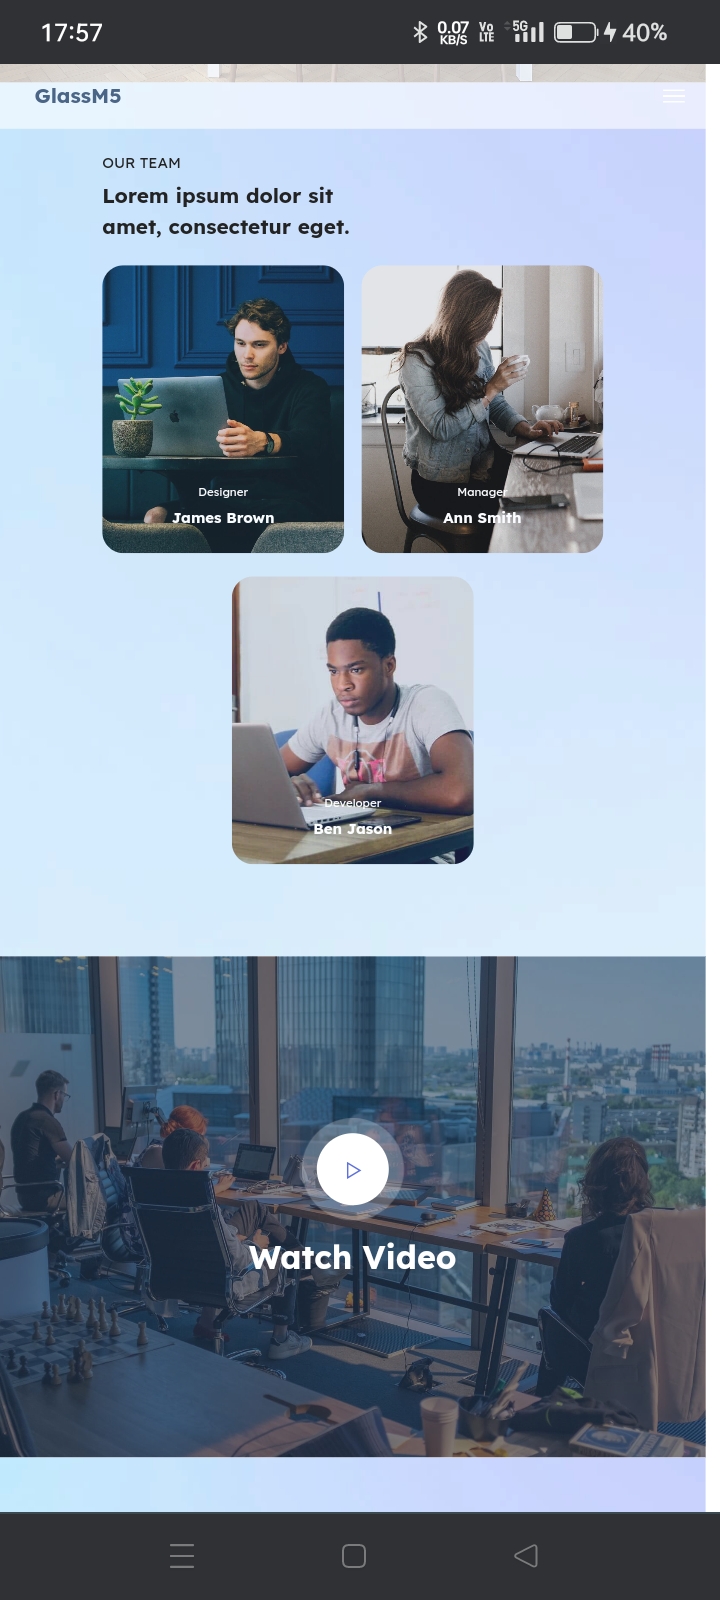 17:57
0.07 KB/S
Vo LTE
5G
40%
GlassM5
OUR TEAM
Lorem ipsum dolor sit
amet, consectetur eget.
Designer
James Brown
Manager
Ann Smith
Developer
Ben Jason
Watch Video